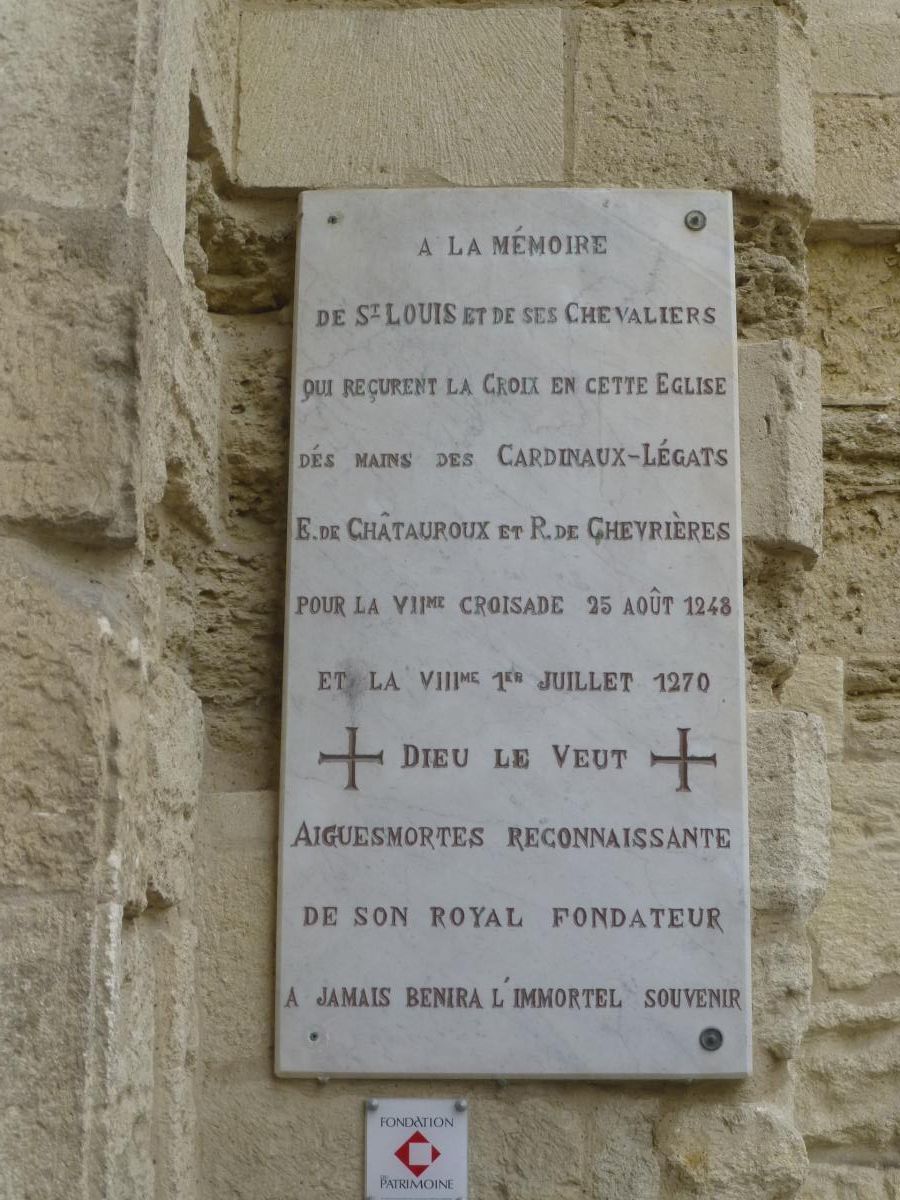 A LA MÉMOIRE
DE ST LOUIS ET DE SES CHEVALIERS
QUI REÇURENT LA CROIX EN CETTE EGLISE
DÉS MAINS DES CARDINAUX-LÉGATS
E. DE CHÂTAUROUX ET R. DE CHEVRIÈRES
POUR LA VIIME CROISADE 25 AOÛT 1248
ET LA VIIIME 1ER JUILLET 1270
DIEU LE VEUT
AIGUESMORTES RECONNAISSANTE
DE SON ROYAL FONDATEUR
A JAMAIS BENIRA L'IMMORTEL SOUVENIR
FONDATION
DU PATRIMOINE